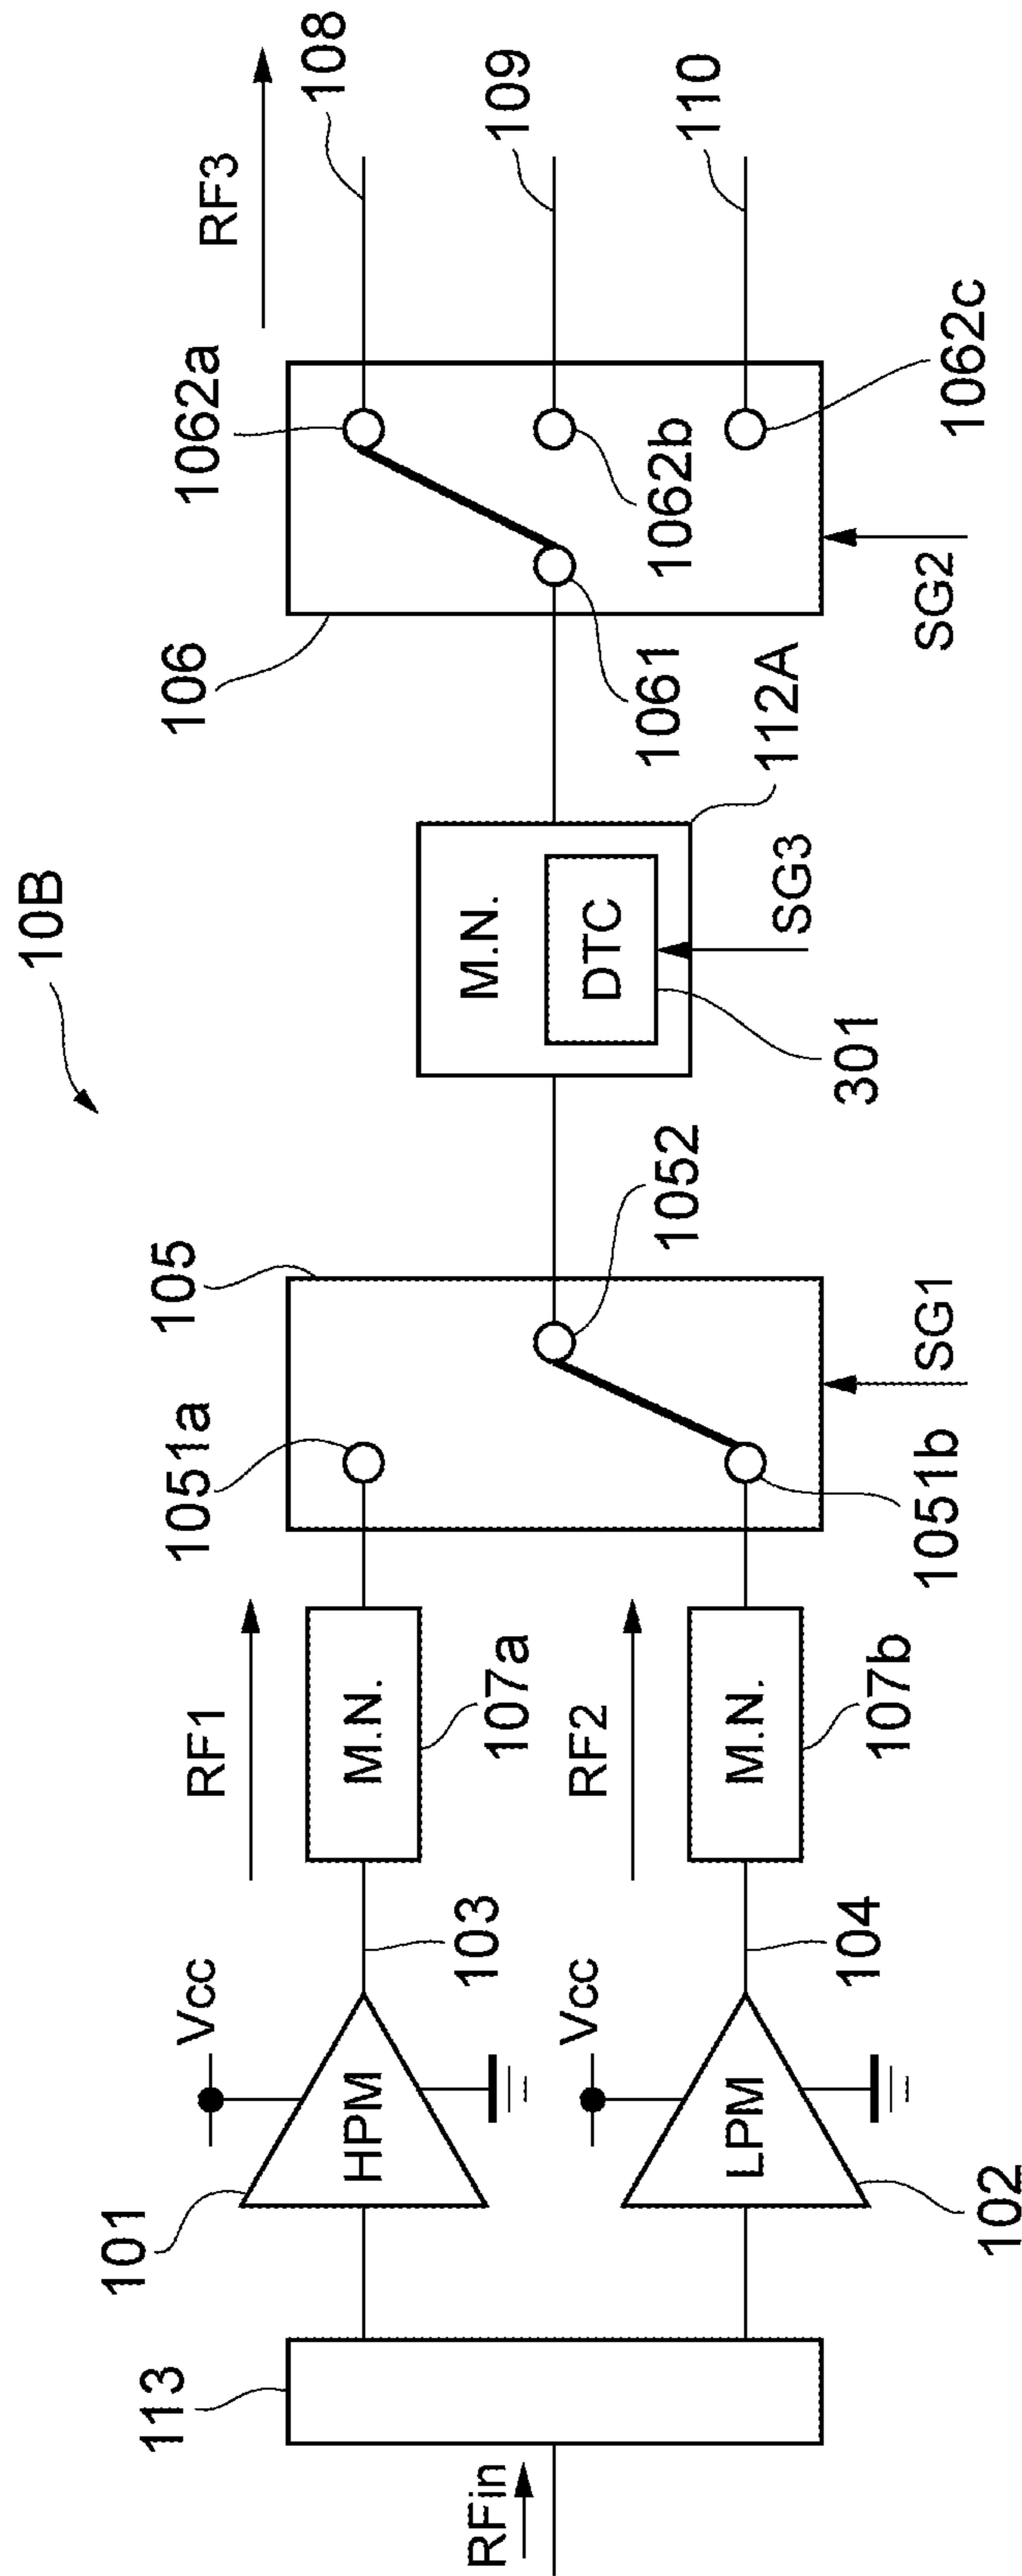 10B
RFin
113
101
HPM
Vcc
103
RF1
M.N.
107a
102
LPM
Vcc
104
RF2
M.N.
107b
105
1051a
1051b
1052
SG1
M.N.
DTC
301
SG3
112A
106
1061
1062a
1062b
1062c
SG2
RF3
108
109
110